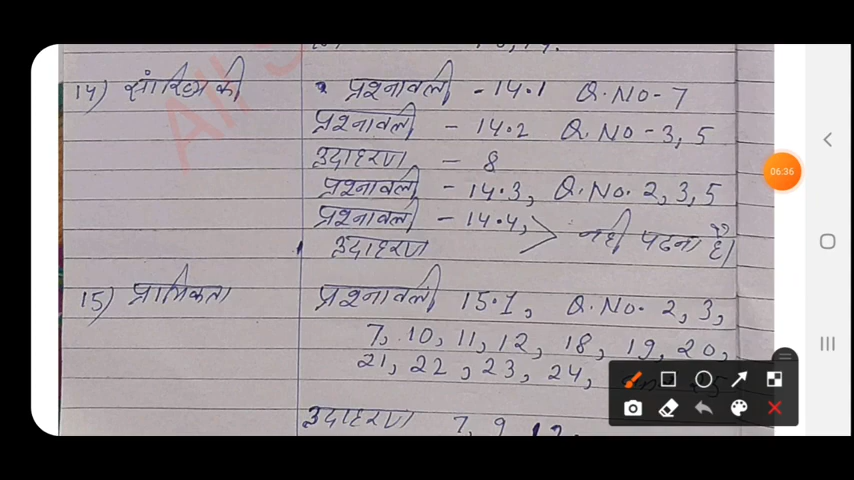 14) सांख्यिकी प्रश्नावली - 14.1 Q.NO - 7
प्रश्नावली - 14.2 Q.NO - 3, 5
उदाहरण - 8
प्रश्नावली - 14.3, Q.No. 2, 3, 5
प्रश्नावली - 14.4, > नहीं पढना है।
उदाहरण
15) प्रायिकता प्रश्नावली 15.1, Q.No. 2, 3,
7, 10, 11, 12, 18, 19, 20,
21, 22, 23, 24,
उदाहरण 7, 9
06:36